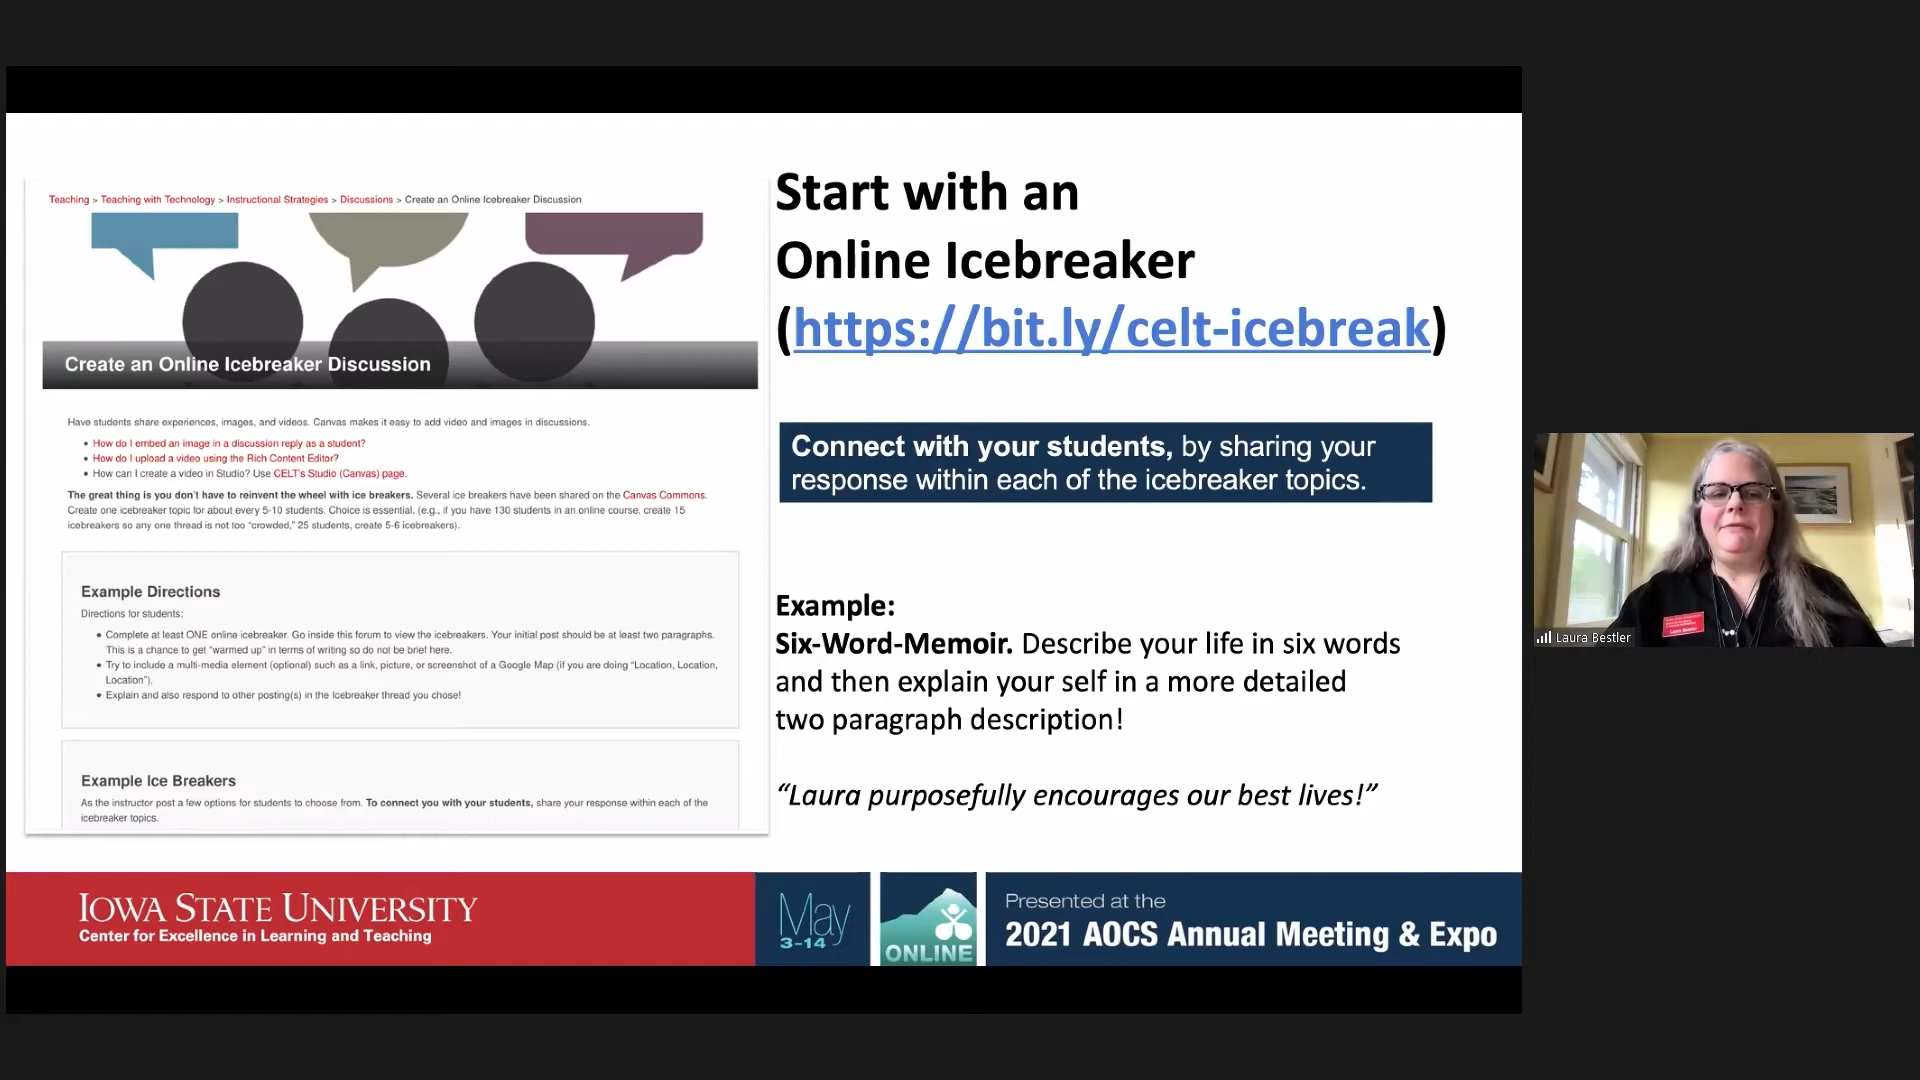 Teaching > Teaching with Technology > Instructional Strategies > Discussions > Create an Online Icebreaker Discussion
Create an Online Icebreaker Discussion
Have students share experiences, images, and videos. Canvas makes it easy to add video and images in discussions.
• How do I embed an image in a discussion reply as a student?
• How do I upload a video using the Rich Content Editor?
• How can I create a video in Studio? Use CELT's Studio (Canvas) page.
The great thing is you don't have to reinvent the wheel with ice breakers. Several ice breakers have been shared on the Canvas Commons.
Create one icebreaker topic for about every 5-10 students. Choice is essential. (e.g., if you have 130 students in an online course, create 15
icebreakers so any one thread is not too "crowded," 25 students, create 5-6 icebreakers).
Example Directions
Directions for students:
• Complete at least ONE online icebreaker. Go inside this forum to view the icebreakers. Your initial post should be at least two paragraphs.
This is a chance to get "warmed up" in terms of writing so do not be brief here.
• Try to include a multi-media element (optional) such as a link, picture, or screenshot of a Google Map (if you are doing "Location, Location,
Location").
• Explain and also respond to other posting(s) in the Icebreaker thread you chose!
Example Ice Breakers
As the instructor post a few options for students to choose from. To connect you with your students, share your response within each of the
icebreaker topics.
Start with an
Online Icebreaker
(https://bit.ly/celt-icebreak)
Connect with your students, by sharing your
response within each of the icebreaker topics.
Example:
Six-Word-Memoir. Describe your life in six words
and then explain your self in a more detailed
two paragraph description!
“Laura purposefully encourages our best lives!”
IOWA STATE UNIVERSITY
Center for Excellence in Learning and Teaching
May
3-14
ONLINE
Presented at the
2021 AOCS Annual Meeting & Expo
Laura Bestler